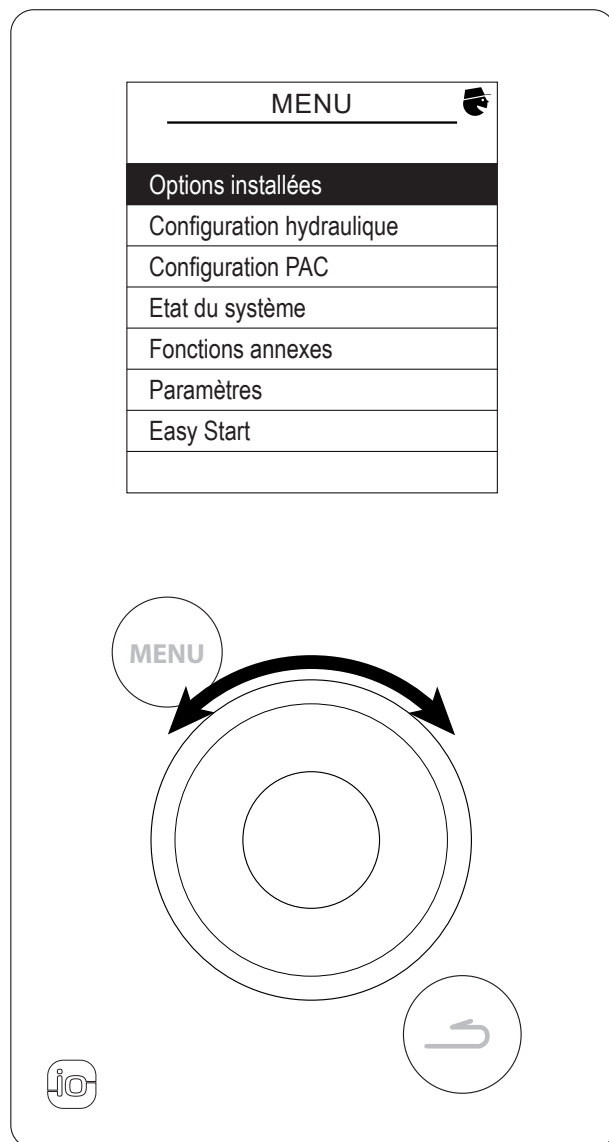 MENU
Options installées
Configuration hydraulique
Configuration PAC
Etat du système
Fonctions annexes
Paramètres
Easy Start
MENU
io